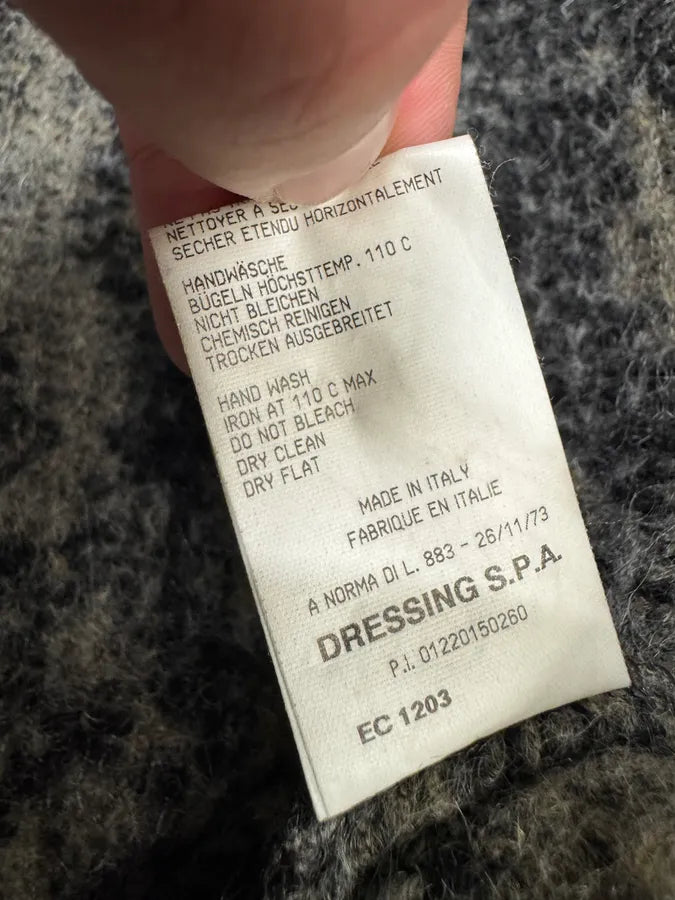 NETTOYER A SEC
SECHER ETENDU HORIZONTALEMENT
HANDWÄSCHE
BÜGELN HÖCHSTTEMP. 110 C
NICHT BLEICHEN
CHEMISCH REINIGEN
TROCKEN AUSGEBREITET
HAND WASH
IRON AT 110 C MAX
DO NOT BLEACH
DRY CLEAN
DRY FLAT
MADE IN ITALY
FABRIQUE EN ITALIE
A NORMA DI L. 883 - 26/11/73
DRESSING S.P.A.
P.i. 01220150260
EC 1203